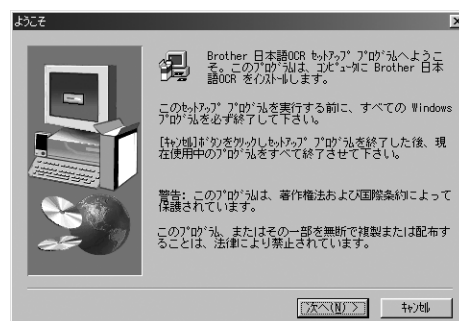 ようこそ
Brother 日本語OCR ｾｯﾄｱｯﾌﾟ ﾌﾟﾛｸﾞﾗﾑへようこ
そ。このﾌﾟﾛｸﾞﾗﾑは、ｺﾝﾋﾟｭｰﾀに Brother 日本
語OCR をｲﾝｽﾄｰﾙします。
このｾｯﾄｱｯﾌﾟ ﾌﾟﾛｸﾞﾗﾑを実行する前に、すべての Windows
ﾌﾟﾛｸﾞﾗﾑを必ず終了して下さい。
[ｷｬﾝｾﾙ]ﾎﾞﾀﾝをｸﾘｯｸしｾｯﾄｱｯﾌﾟ ﾌﾟﾛｸﾞﾗﾑを終了した後、現
在使用中のﾌﾟﾛｸﾞﾗﾑをすべて終了させて下さい。
警告: このﾌﾟﾛｸﾞﾗﾑは、著作権法および国際条約によって
保護されています。
このﾌﾟﾛｸﾞﾗﾑ、またはその一部を無断で複製または配布す
ることは、法律により禁止されています。
次へ(N) > ｷｬﾝｾﾙ